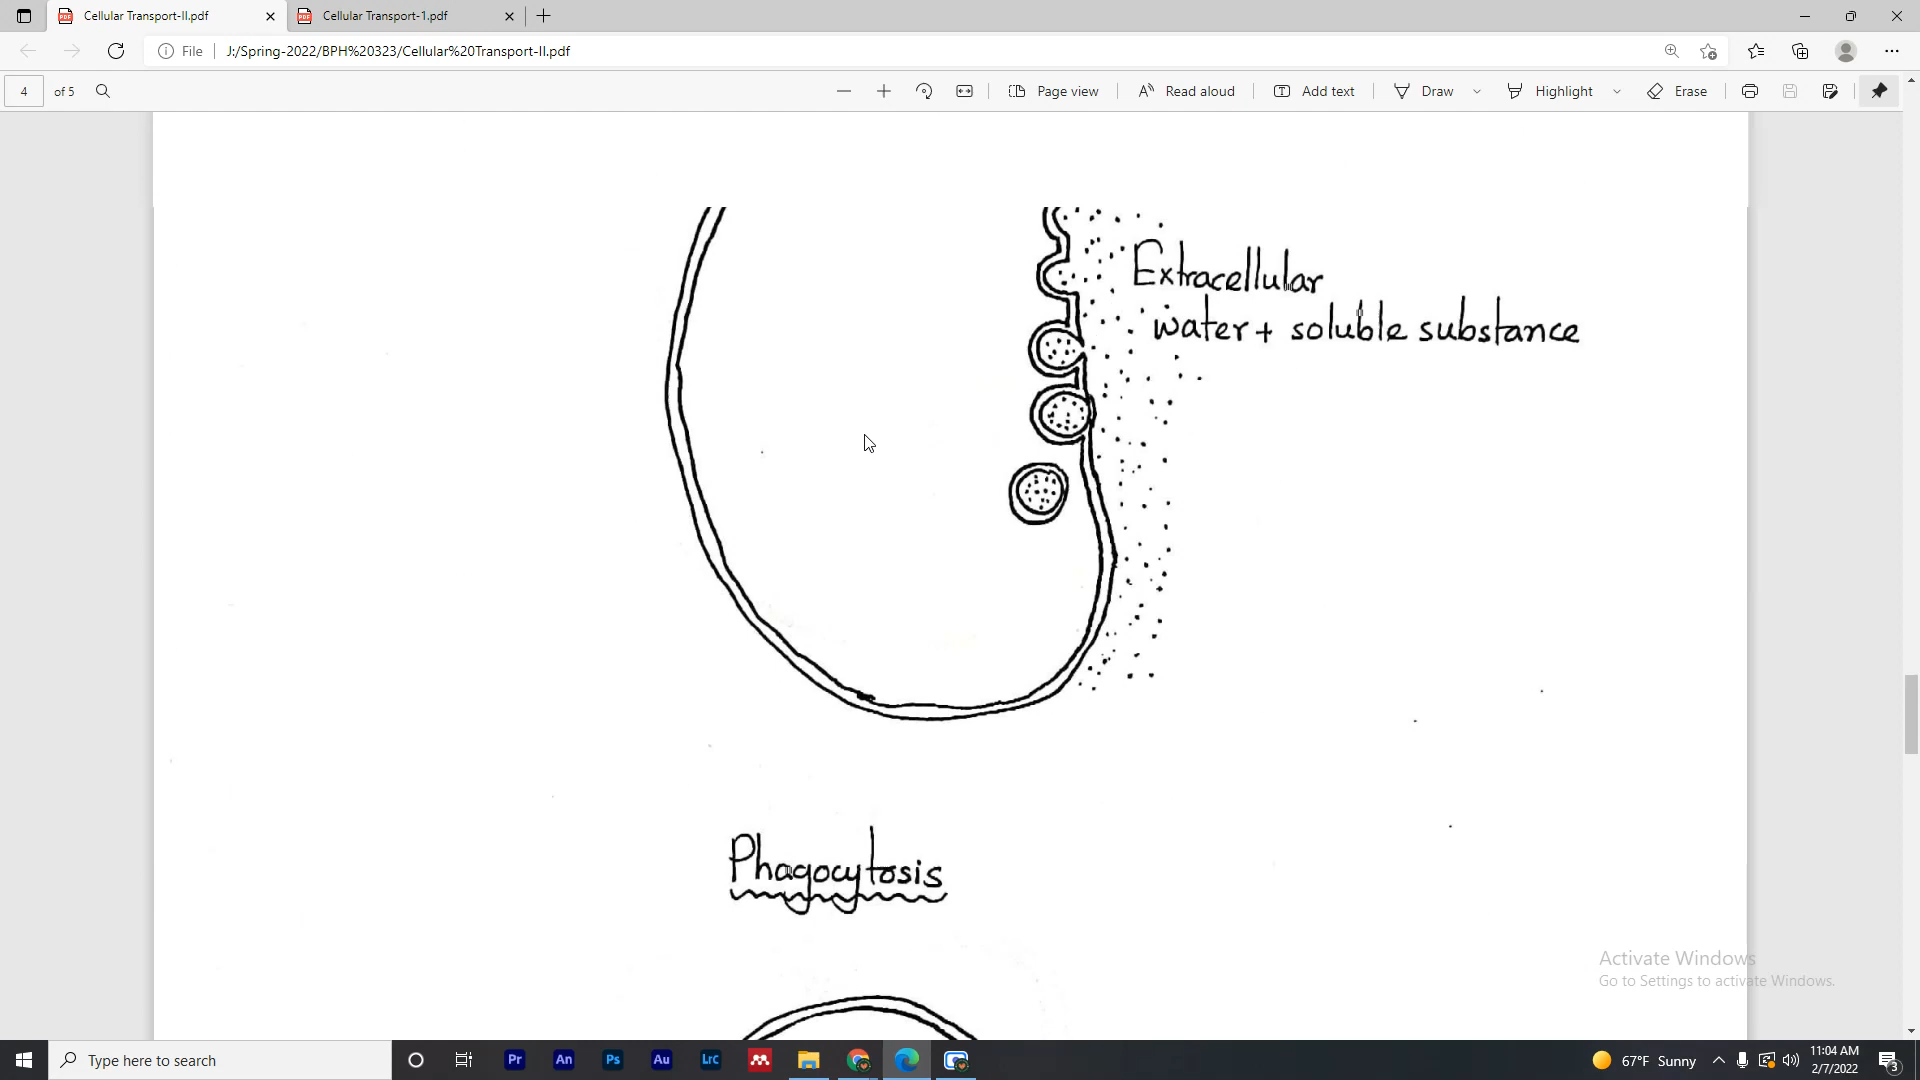 Cellular Transport-II.pdf
Cellular Transport-1.pdf
File
J:/Spring-2022/BPH%20323/Cellular%20Transport-II.pdf
4
of 5
Page view
Read aloud
Add text
Draw
Highlight
Erase
Extracellular
water + soluble substance
Phagocytosis
Activate Windows
Go to Settings to activate Windows.
Type here to search
Pr
An
Ps
Au
Lrc
67°F Sunny
11:04 AM
2/7/2022
3